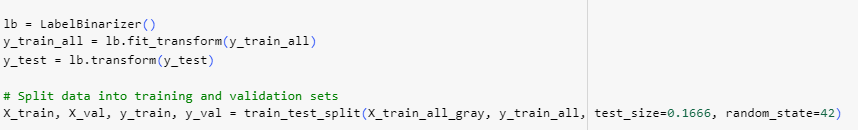 lb = LabelBinarizer()
y_train_all = lb.fit_transform(y_train_all)
y_test = lb.transform(y_test)
# Split data into training and validation sets
X_train, X_val, y_train, y_val = train_test_split(X_train_all_gray, y_train_all, test_size=0.1666, random_state=42)